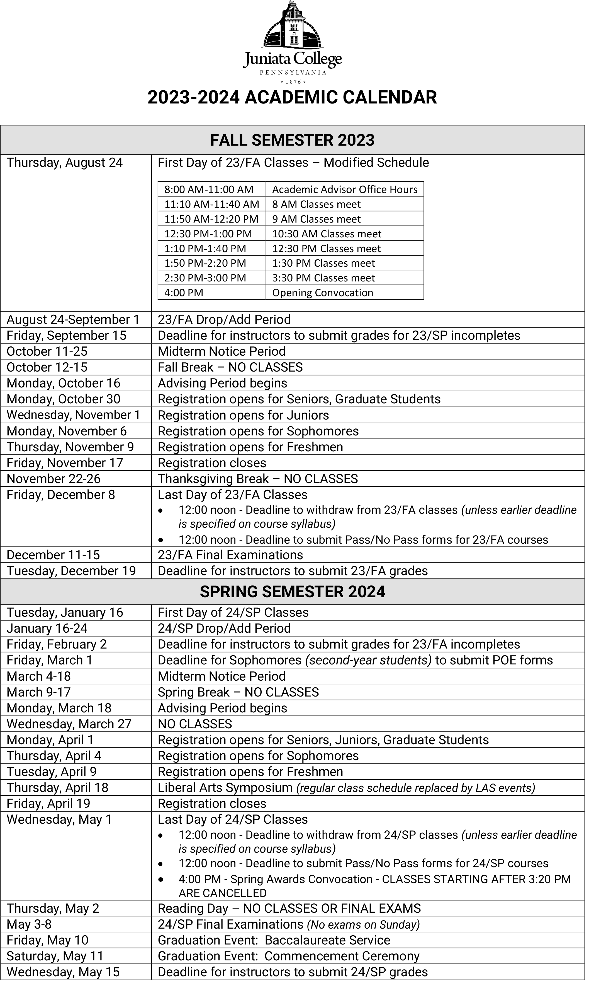 Juniata College
PENNSYLVANIA
1876
2023-2024 ACADEMIC CALENDAR
FALL SEMESTER 2023
Thursday, August 24 First Day of 23/FA Classes – Modified Schedule
8:00 AM-11:00 AM Academic Advisor Office Hours
11:10 AM-11:40 AM 8 AM Classes meet
11:50 AM-12:20 PM 9 AM Classes meet
12:30 PM-1:00 PM 10:30 AM Classes meet
1:10 PM-1:40 PM 12:30 PM Classes meet
1:50 PM-2:20 PM 1:30 PM Classes meet
2:30 PM-3:00 PM 3:30 PM Classes meet
4:00 PM Opening Convocation
August 24-September 1 23/FA Drop/Add Period
Friday, September 15 Deadline for instructors to submit grades for 23/SP incompletes
October 11-25 Midterm Notice Period
October 12-15 Fall Break – NO CLASSES
Monday, October 16 Advising Period begins
Monday, October 30 Registration opens for Seniors, Graduate Students
Wednesday, November 1 Registration opens for Juniors
Monday, November 6 Registration opens for Sophomores
Thursday, November 9 Registration opens for Freshmen
Friday, November 17 Registration closes
November 22-26 Thanksgiving Break – NO CLASSES
Friday, December 8 Last Day of 23/FA Classes
• 12:00 noon - Deadline to withdraw from 23/FA classes (unless earlier deadline
is specified on course syllabus)
• 12:00 noon - Deadline to submit Pass/No Pass forms for 23/FA courses
December 11-15 23/FA Final Examinations
Tuesday, December 19 Deadline for instructors to submit 23/FA grades
SPRING SEMESTER 2024
Tuesday, January 16 First Day of 24/SP Classes
January 16-24 24/SP Drop/Add Period
Friday, February 2 Deadline for instructors to submit grades for 23/FA incompletes
Friday, March 1 Deadline for Sophomores (second-year students) to submit POE forms
March 4-18 Midterm Notice Period
March 9-17 Spring Break – NO CLASSES
Monday, March 18 Advising Period begins
Wednesday, March 27 NO CLASSES
Monday, April 1 Registration opens for Seniors, Juniors, Graduate Students
Thursday, April 4 Registration opens for Sophomores
Tuesday, April 9 Registration opens for Freshmen
Thursday, April 18 Liberal Arts Symposium (regular class schedule replaced by LAS events)
Friday, April 19 Registration closes
Wednesday, May 1 Last Day of 24/SP Classes
• 12:00 noon - Deadline to withdraw from 24/SP classes (unless earlier deadline
is specified on course syllabus)
• 12:00 noon - Deadline to submit Pass/No Pass forms for 24/SP courses
• 4:00 PM - Spring Awards Convocation - CLASSES STARTING AFTER 3:20 PM
ARE CANCELLED
Thursday, May 2 Reading Day – NO CLASSES OR FINAL EXAMS
May 3-8 24/SP Final Examinations (No exams on Sunday)
Friday, May 10 Graduation Event: Baccalaureate Service
Saturday, May 11 Graduation Event: Commencement Ceremony
Wednesday, May 15 Deadline for instructors to submit 24/SP grades